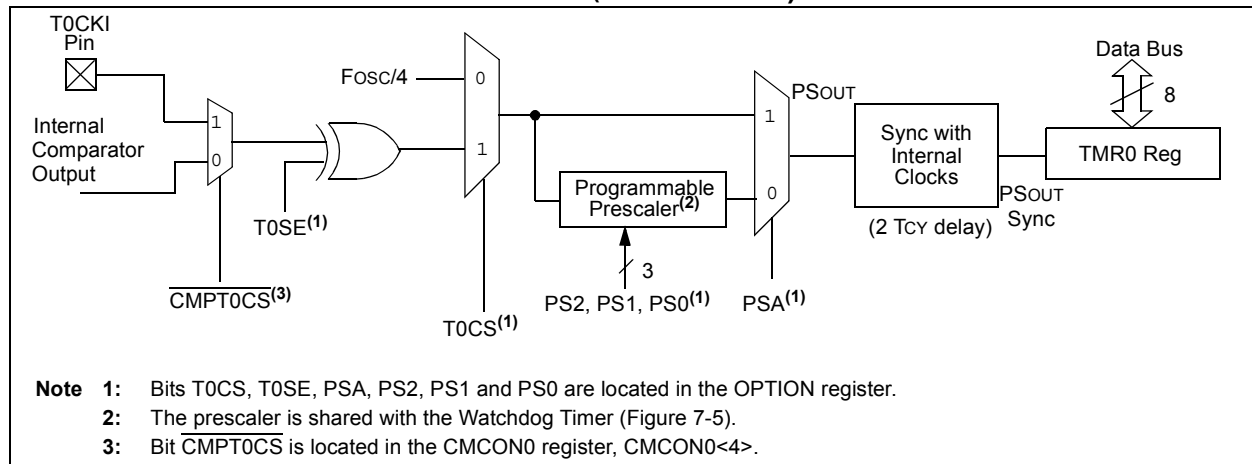 T0CKI
Pin
Internal
Comparator
Output
1
0
T0SE(1)
CMPT0CS(3)
FOSC/4
0
1
T0CS(1)
Programmable
Prescaler(2)
3
PS2, PS1, PS0(1)
1
0
PSOUT
PSA(1)
Sync with
Internal
Clocks
(2 TCY delay)
PSOUT
Sync
Data Bus
8
TMR0 Reg
Note 1: Bits T0CS, T0SE, PSA, PS2, PS1 and PS0 are located in the OPTION register.
2: The prescaler is shared with the Watchdog Timer (Figure 7-5).
3: Bit CMPT0CS is located in the CMCON0 register, CMCON0<4>.